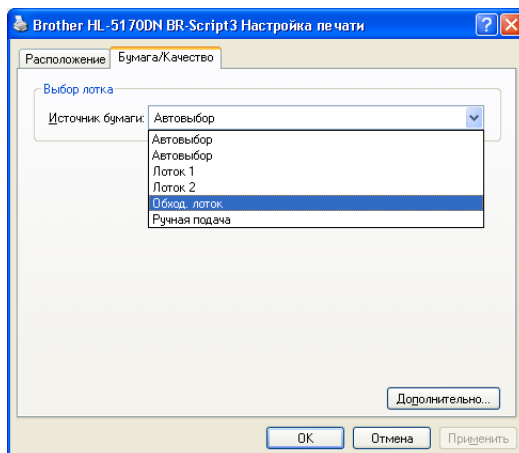 Brother HL-5170DN BR-Script3 Настройка печати
Расположение Бумага/Качество
Выбор лотка
Источник бумаги: Автовыбор
Автовыбор
Автовыбор
Лоток 1
Лоток 2
Обход. лоток
Ручная подача
Дополнительно...
OK Отмена Применить